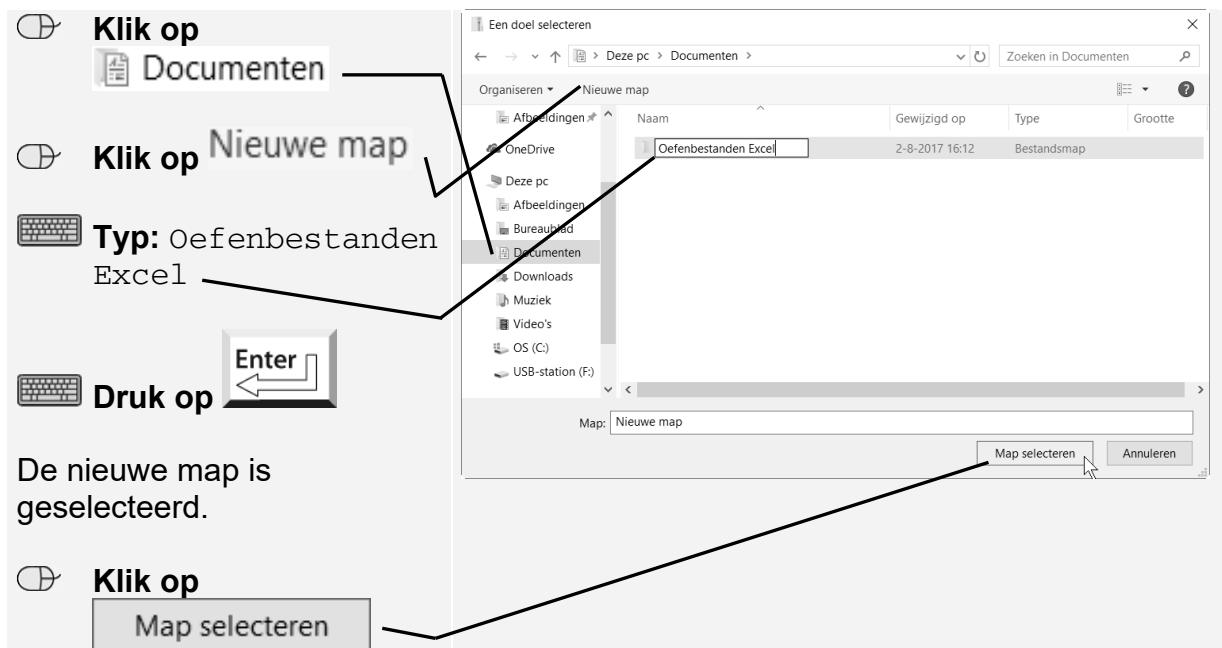 Klik op
Documenten
Klik op Nieuwe map
Typ: Oefenbestanden
Excel
Druk op Enter
De nieuwe map is
geselecteerd.
Klik op
Map selecteren
Een doel selecteren
Deze pc > Documenten >
Zoeken in Documenten
Organiseren
Nieuwe map
Naam
Gewijzigd op
Type
Grootte
Oefenbestanden Excel
2-8-2017 16:12
Bestandsmap
Afbeeldingen
OneDrive
Deze pc
Afbeeldingen
Bureaublad
Documenten
Downloads
Muziek
Video's
OS (C:)
USB-station (F:)
Map: Nieuwe map
Map selecteren
Annuleren